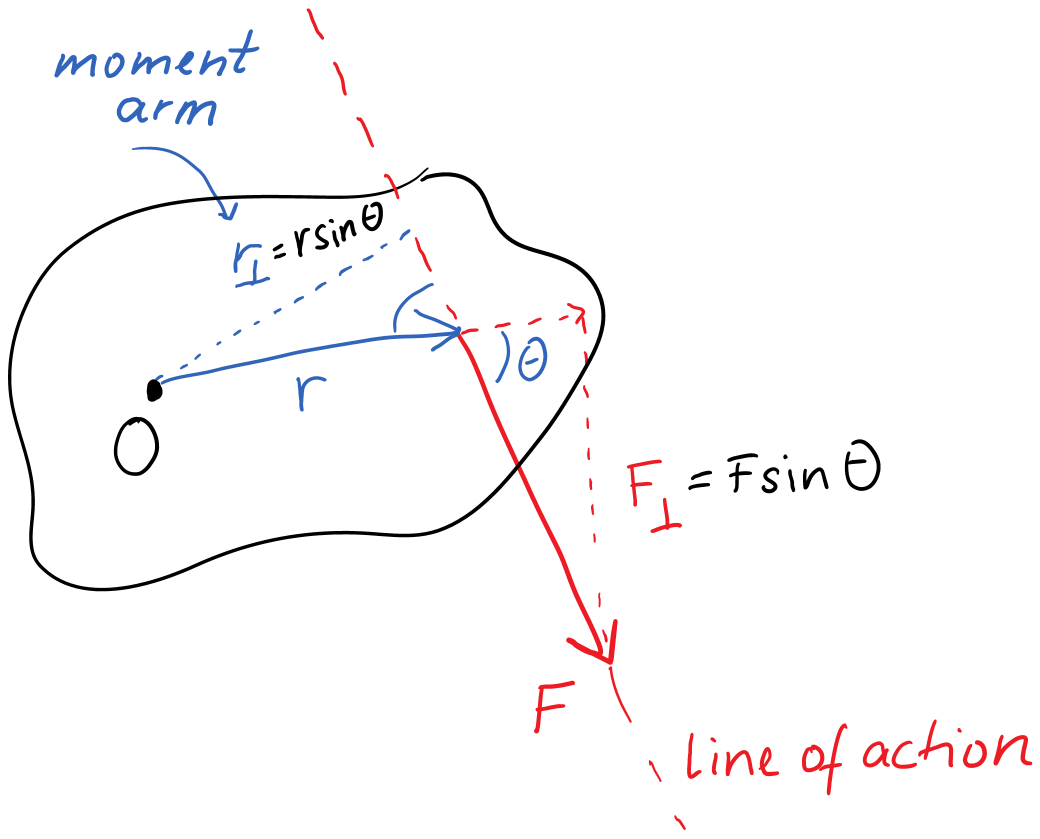 moment
arm
r⊥ = r sin θ
θ
r
O
F⊥ = F sin θ
F
line of action